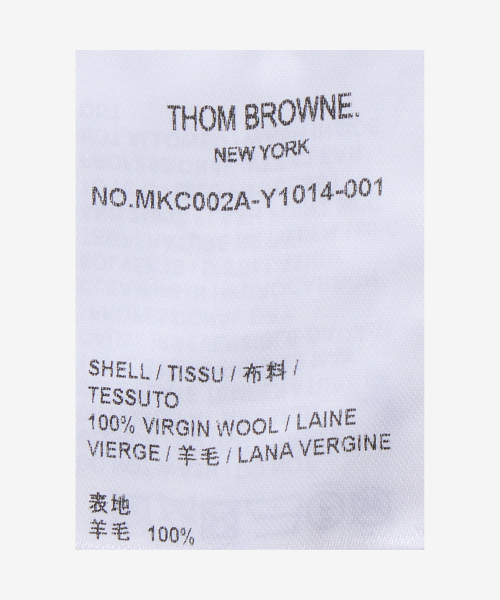 THOM BROWNE.
NEW YORK
NO.MKC002A-Y1014-001
SHELL / TISSU / 布料 /
TESSUTO
100% VIRGIN WOOL / LAINE
VIERGE / 羊毛 / LANA VERGINE
表地
羊毛 100%